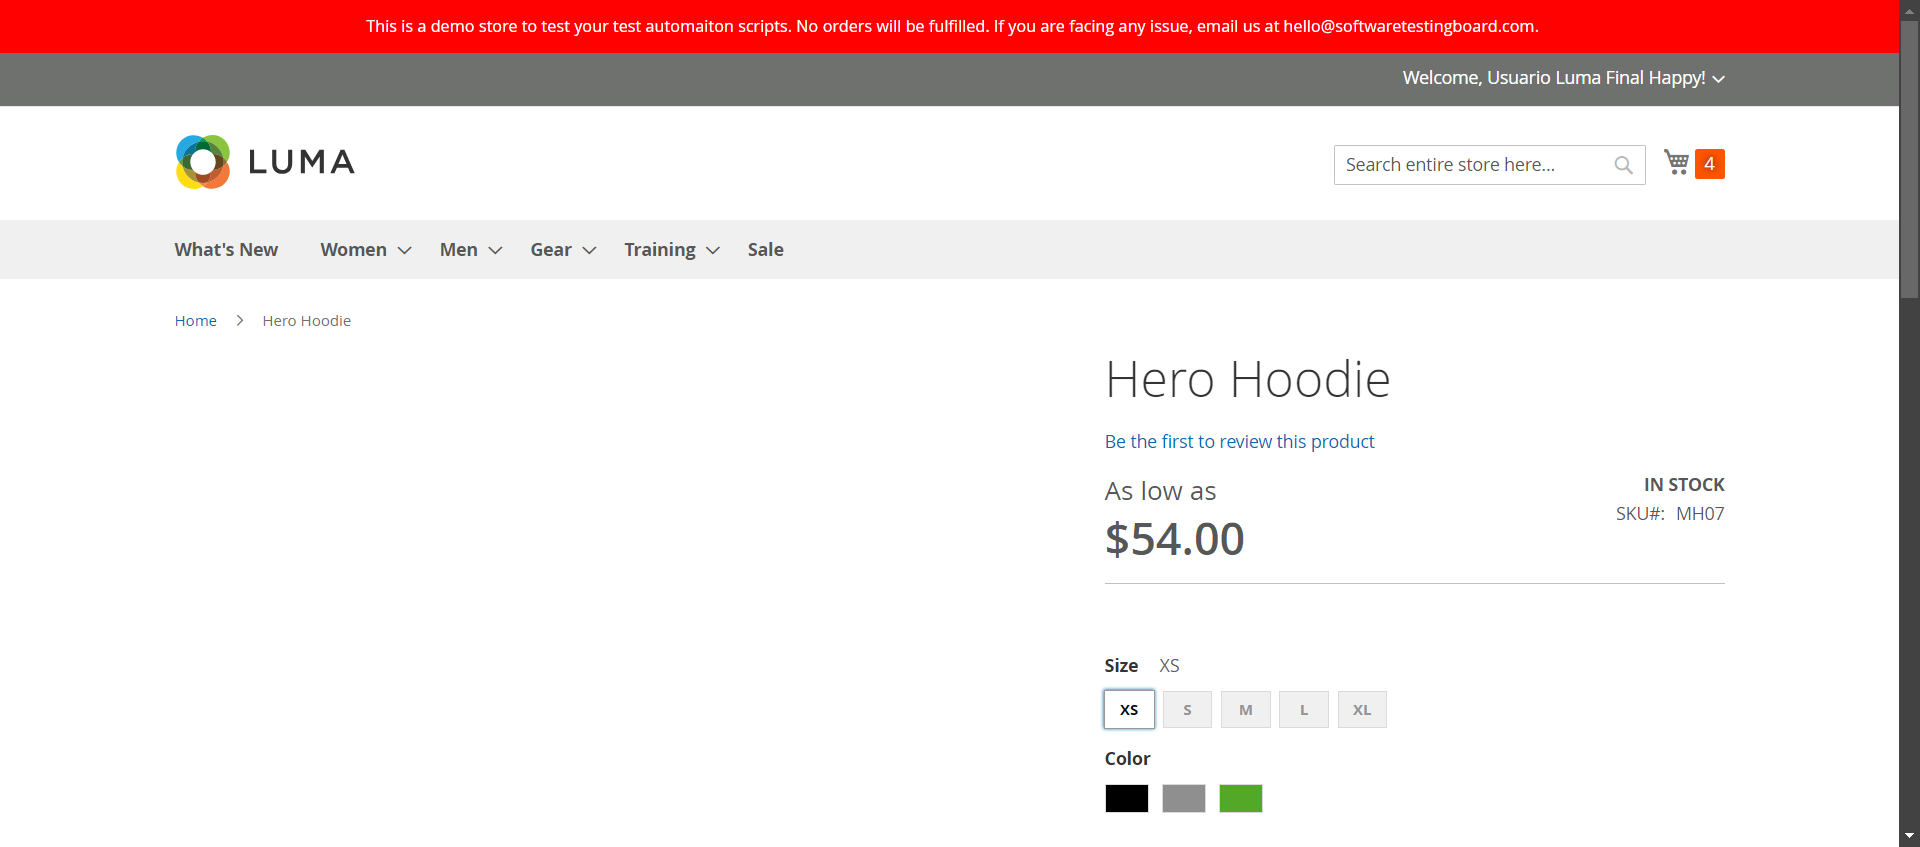 This is a demo store to test your test automaiton scripts. No orders will be fulfilled. If you are facing any issue, email us at hello@softwaretestingboard.com.
Welcome, Usuario Luma Final Happy!
LUMA
Search entire store here...
4
What's New Women Men Gear Training Sale
Home Hero Hoodie
Hero Hoodie
Be the first to review this product
As low as
$54.00
IN STOCK
SKU#: MH07
Size XS
XS S M L XL
Color